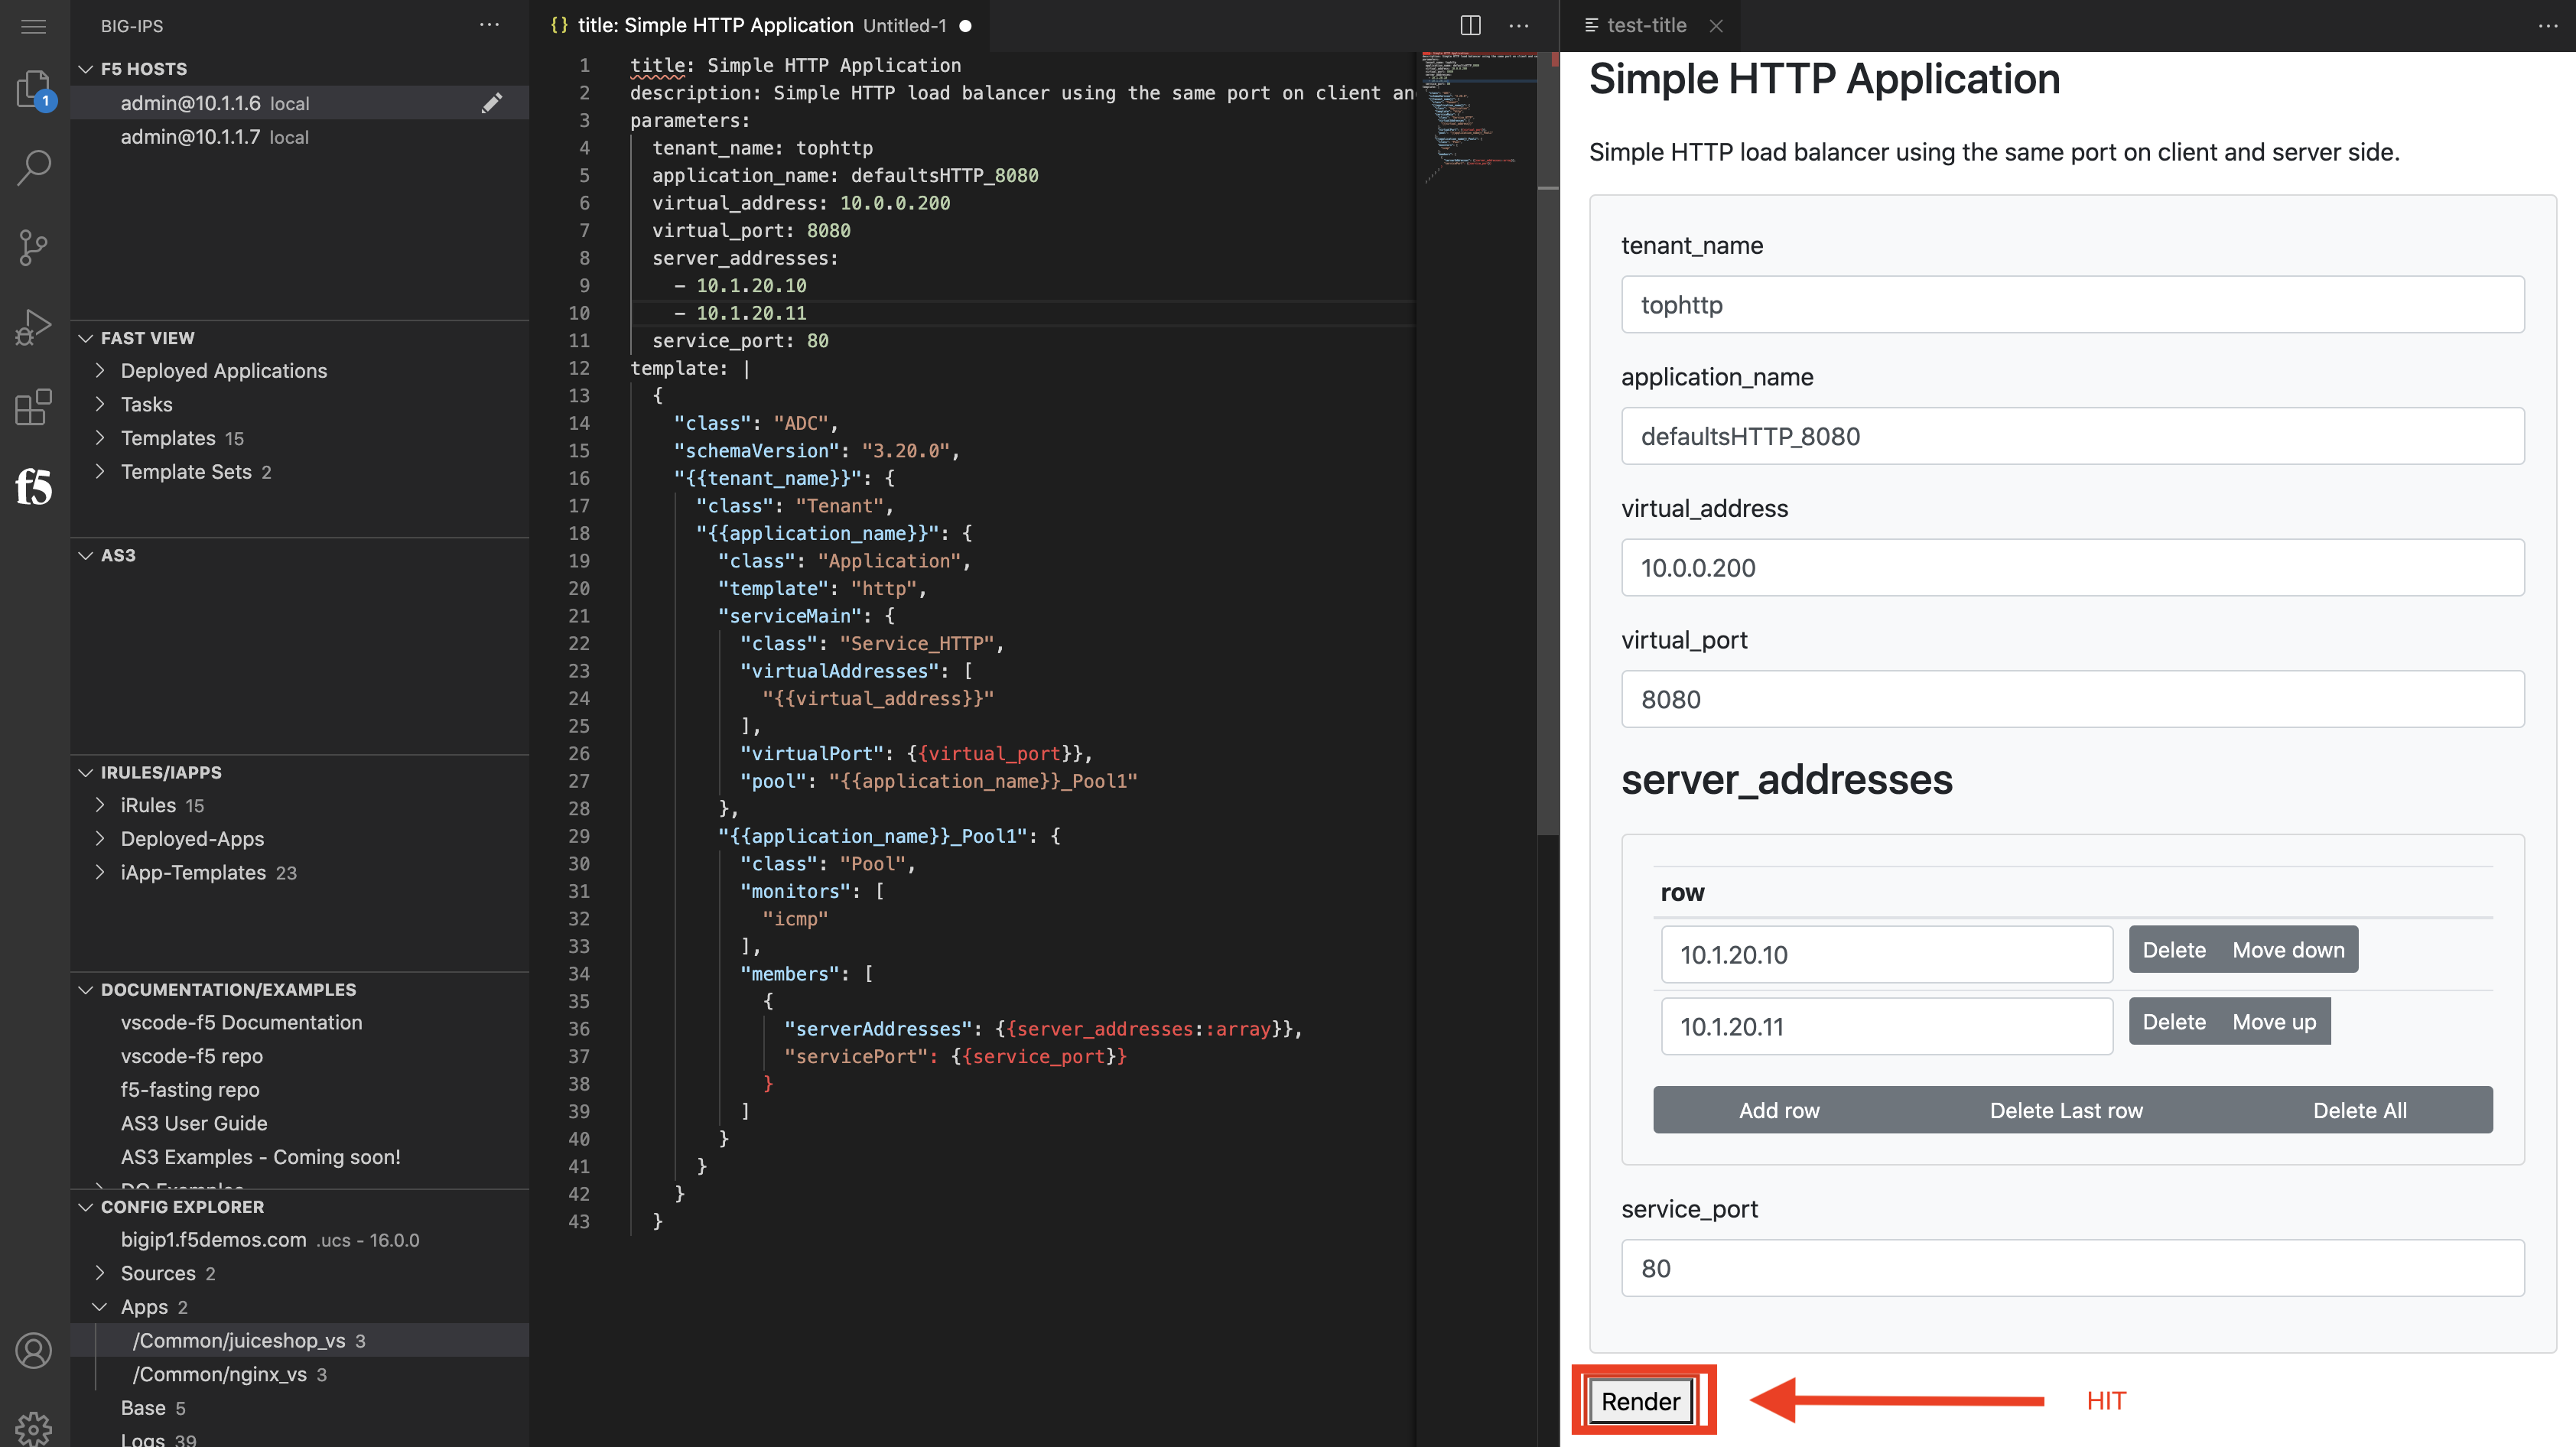 BIG-IPS
F5 HOSTS
admin@10.1.1.6 local
admin@10.1.1.7 local
FAST VIEW
Deployed Applications
Tasks
Templates 15
Template Sets 2
AS3
IRULES/IAPPS
iRules 15
Deployed-Apps
iApp-Templates 23
DOCUMENTATION/EXAMPLES
vscode-f5 Documentation
vscode-f5 repo
f5-fasting repo
AS3 User Guide
AS3 Examples - Coming soon!
DO Examples
CONFIG EXPLORER
bigip1.f5demos.com .ucs - 16.0.0
Sources 2
Apps 2
/Common/juiceshop_vs 3
/Common/nginx_vs 3
Base 5
Logs 39
1
f5
{} title: Simple HTTP Application Untitled-1
1 title: Simple HTTP Application
2 description: Simple HTTP load balancer using the same port on client an
3 parameters:
4 tenant_name: tophttp
5 application_name: defaultsHTTP_8080
6 virtual_address: 10.0.0.200
7 virtual_port: 8080
8 server_addresses:
9 - 10.1.20.10
10 - 10.1.20.11
11 service_port: 80
12 template: |
13 {
14 "class": "ADC",
15 "schemaVersion": "3.20.0",
16 "{{tenant_name}}": {
17 "class": "Tenant",
18 "{{application_name}}": {
19 "class": "Application",
20 "template": "http",
21 "serviceMain": {
22 "class": "Service_HTTP",
23 "virtualAddresses": [
24 "{{virtual_address}}"
25 ],
26 "virtualPort": {{virtual_port}},
27 "pool": "{{application_name}}_Pool1"
28 },
29 "{{application_name}}_Pool1": {
30 "class": "Pool",
31 "monitors": [
32 "icmp"
33 ],
34 "members": [
35 {
36 "serverAddresses": {{server_addresses::array}},
37 "servicePort": {{service_port}}
38 }
39 ]
40 }
41 }
42 }
43 }
test-title
Simple HTTP Application
Simple HTTP load balancer using the same port on client and server side.
tenant_name
tophttp
application_name
defaultsHTTP_8080
virtual_address
10.0.0.200
virtual_port
8080
server_addresses
row
10.1.20.10 Delete Move down
10.1.20.11 Delete Move up
Add row Delete Last row Delete All
service_port
80
Render HIT